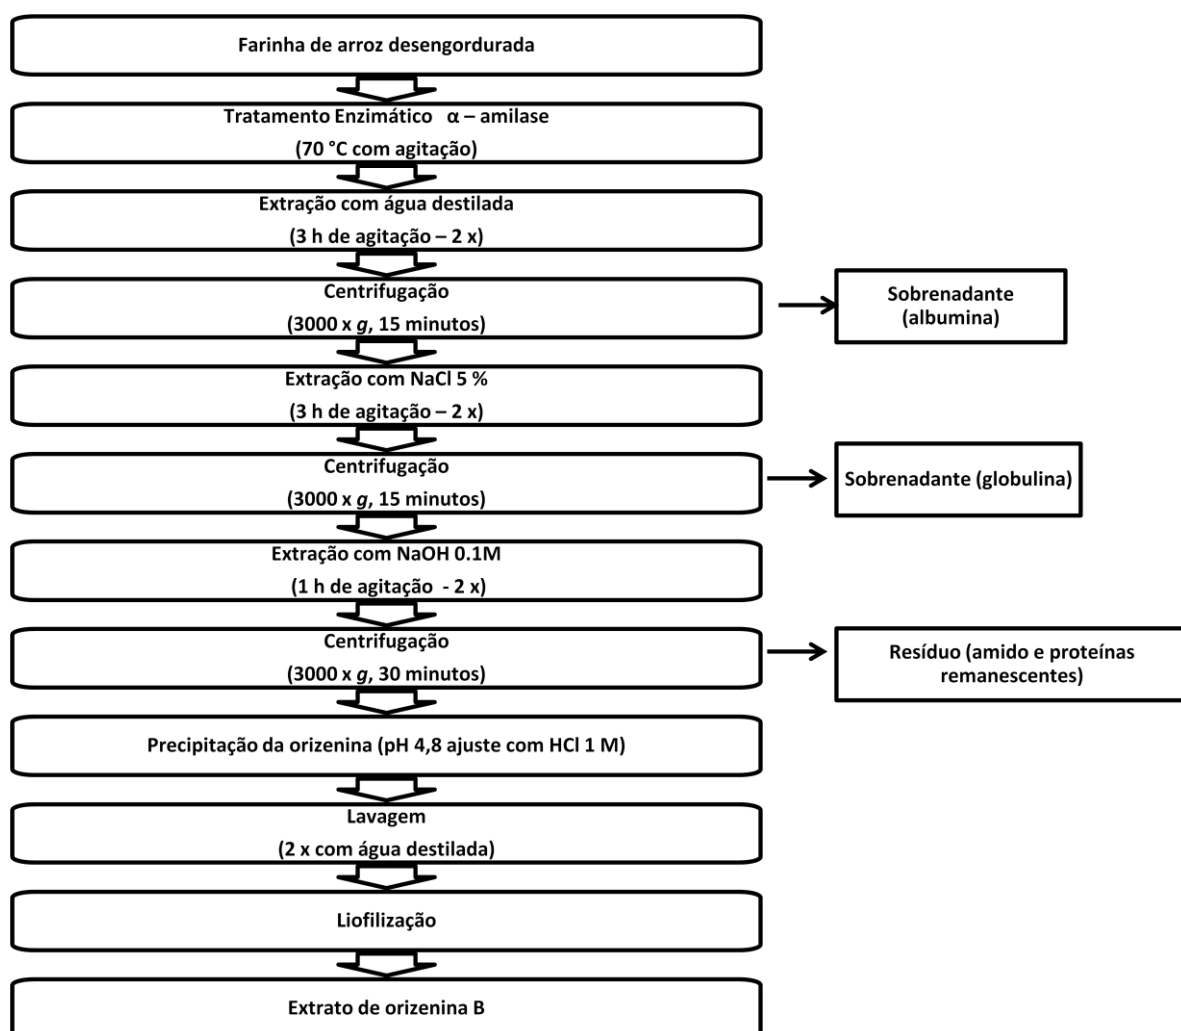 Farinha de arroz desengordurada
Tratamento Enzimático α – amilase
(70 °C com agitação)
Extração com água destilada
(3 h de agitação – 2 x)
Centrifugação
(3000 x g, 15 minutos)
Sobrenadante
(albumina)
Extração com NaCl 5 %
(3 h de agitação – 2 x)
Centrifugação
(3000 x g, 15 minutos)
Sobrenadante (globulina)
Extração com NaOH 0.1M
(1 h de agitação - 2 x)
Centrifugação
(3000 x g, 30 minutos)
Resíduo (amido e proteínas
remanescentes)
Precipitação da orizenina (pH 4,8 ajuste com HCl 1 M)
Lavagem
(2 x com água destilada)
Liofilização
Extrato de orizenina B